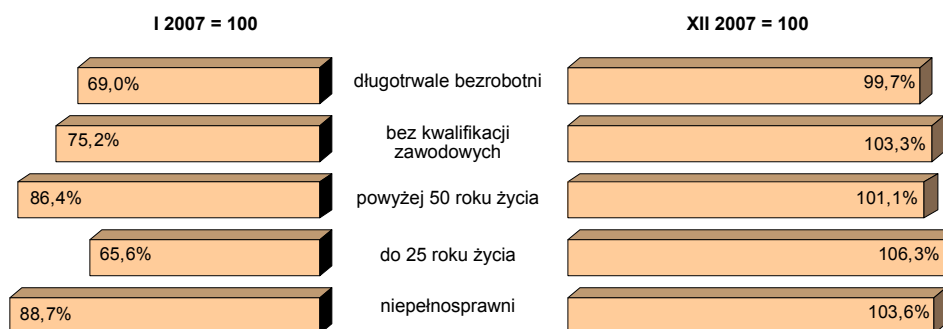 I 2007 = 100
XII 2007 = 100
69,0%
długotrwale bezrobotni
99,7%
75,2%
bez kwalifikacji
zawodowych
103,3%
86,4%
powyżej 50 roku życia
101,1%
65,6%
do 25 roku życia
106,3%
88,7%
niepełnosprawni
103,6%